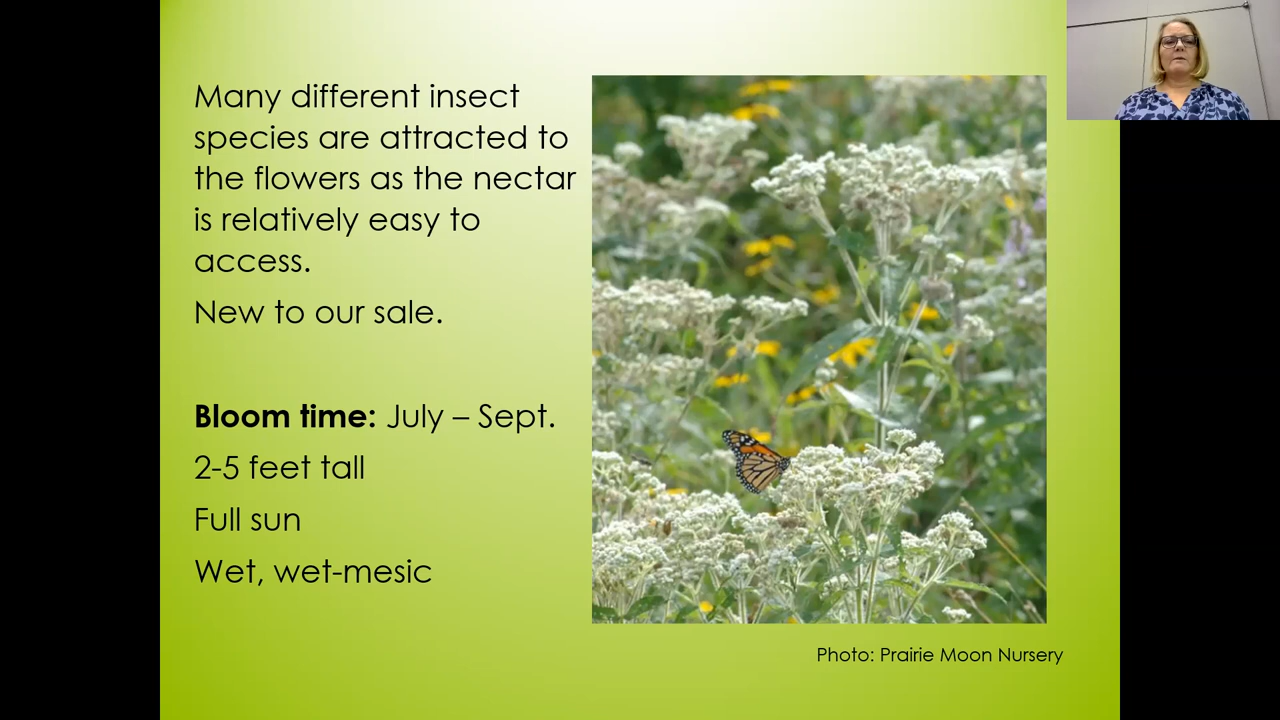 Many different insect
species are attracted to
the flowers as the nectar
is relatively easy to
access.
New to our sale.
Bloom time: July – Sept.
2-5 feet tall
Full sun
Wet, wet-mesic
Photo: Prairie Moon Nursery